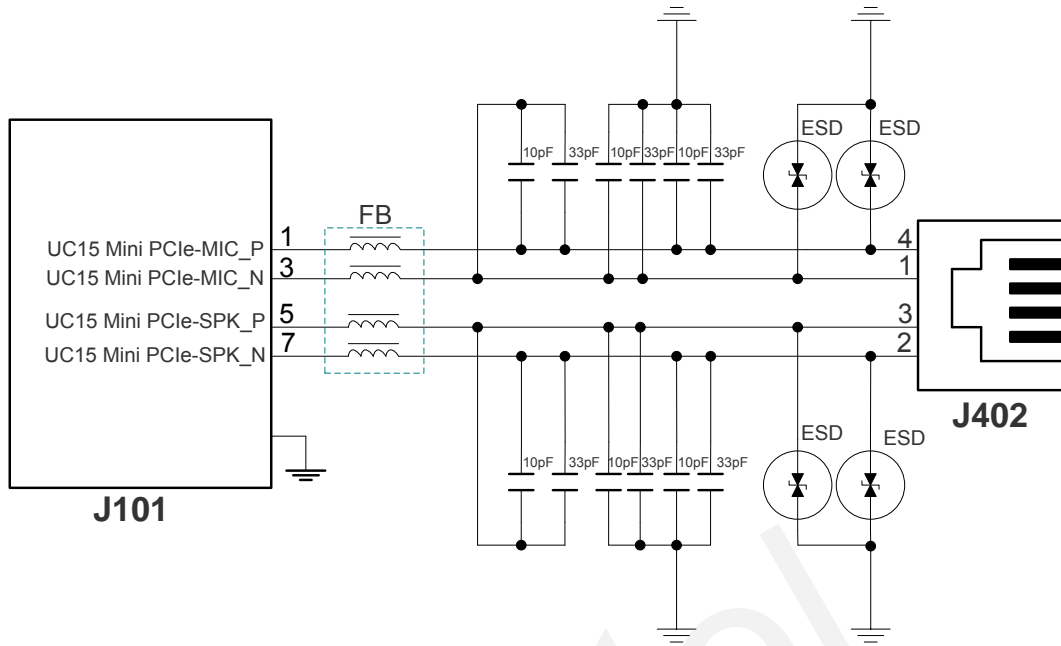 ESD ESD
10pF 33pF 10pF 33pF 10pF 33pF
FB
UC15 Mini PCIe-MIC_P 1 4
UC15 Mini PCIe-MIC_N 3 1
UC15 Mini PCIe-SPK_P 5 3
UC15 Mini PCIe-SPK_N 7 2
J402
ESD ESD
10pF 33pF 10pF 33pF 10pF 33pF
J101